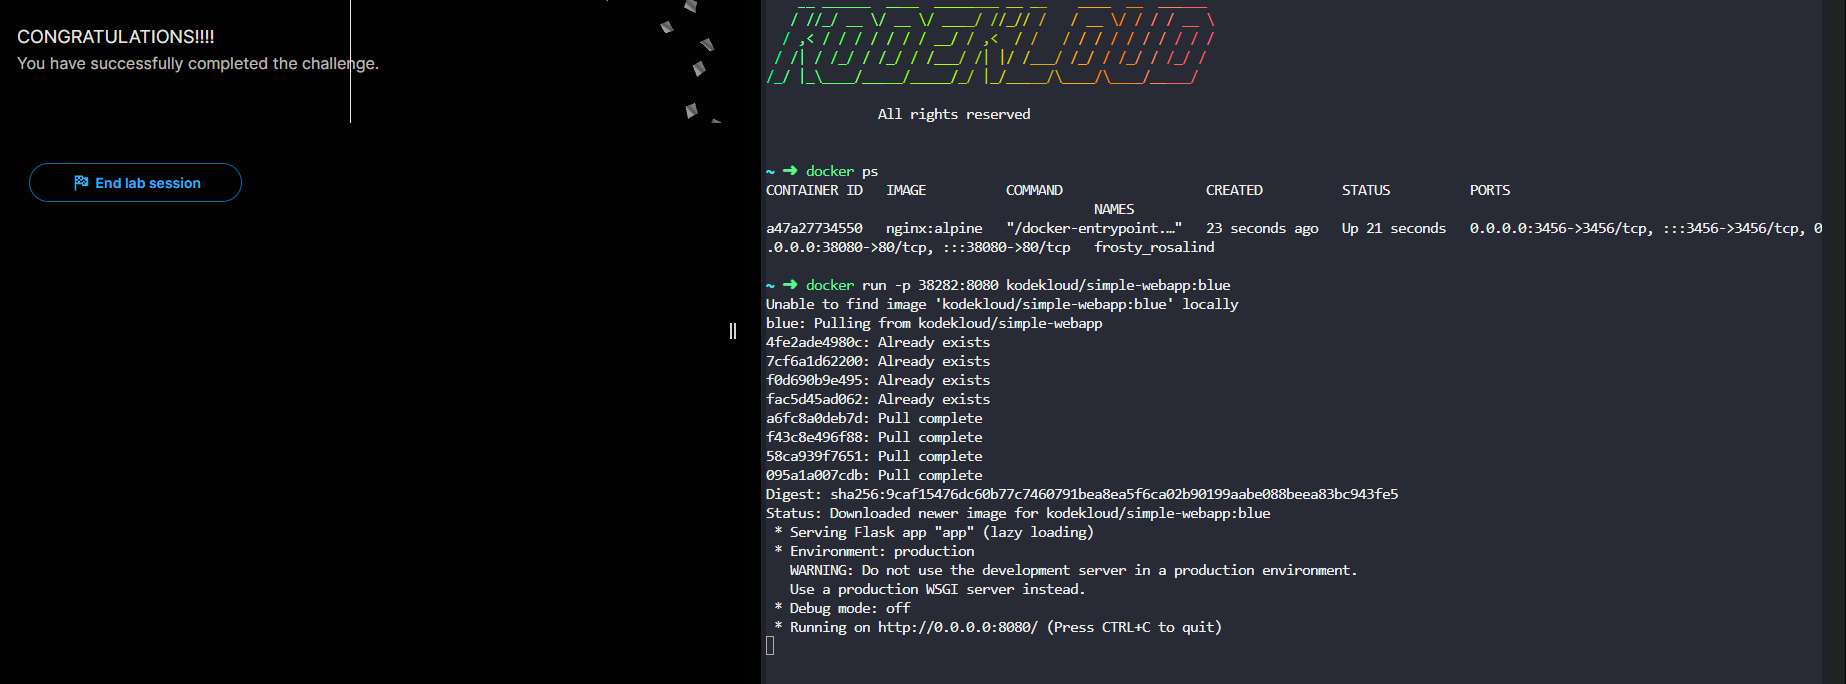 CONGRATULATIONS!!!!
You have successfully completed the challenge.
End lab session
KODEKLOUD
All rights reserved
~ ➜ docker ps
CONTAINER ID   IMAGE          COMMAND                  CREATED          STATUS          PORTS
                                         NAMES
a47a27734550   nginx:alpine   "/docker-entrypoint.…"   23 seconds ago   Up 21 seconds   0.0.0.0:3456->3456/tcp, :::3456->3456/tcp, 0
.0.0.0:38080->80/tcp, :::38080->80/tcp   frosty_rosalind
~ ➜ docker run -p 38282:8080 kodekloud/simple-webapp:blue
Unable to find image 'kodekloud/simple-webapp:blue' locally
blue: Pulling from kodekloud/simple-webapp
4fe2ade4980c: Already exists
7cf6a1d62200: Already exists
f0d690b9e495: Already exists
fac5d45ad062: Already exists
a6fc8a0deb7d: Pull complete
f43c8e496f88: Pull complete
58ca939f7651: Pull complete
095a1a007cdb: Pull complete
Digest: sha256:9caf15476dc60b77c7460791bea8ea5f6ca02b90199aabe088beea83bc943fe5
Status: Downloaded newer image for kodekloud/simple-webapp:blue
 * Serving Flask app "app" (lazy loading)
 * Environment: production
   WARNING: Do not use the development server in a production environment.
   Use a production WSGI server instead.
 * Debug mode: off
 * Running on http://0.0.0.0:8080/ (Press CTRL+C to quit)